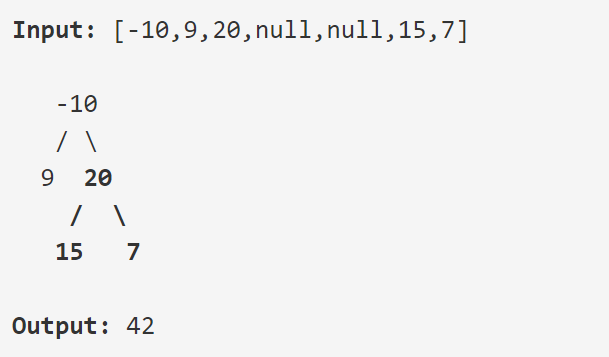 Input: [-10,9,20,null,null,15,7]
-10
/ \
9 20
/ \
15 7
Output: 42